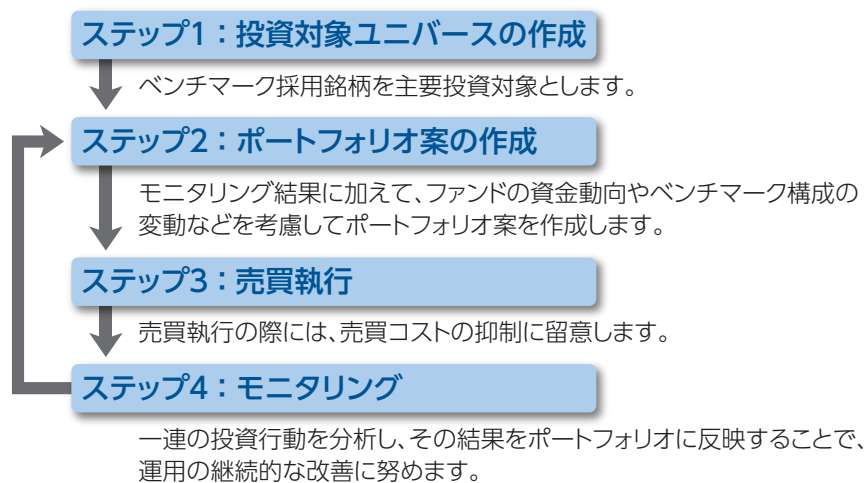 ステップ1：投資対象ユニバースの作成
ベンチマーク採用銘柄を主要投資対象とします。
ステップ2：ポートフォリオ案の作成
モニタリング結果に加えて、ファンドの資金動向やベンチマーク構成の
変動などを考慮してポートフォリオ案を作成します。
ステップ3：売買執行
売買執行の際には、売買コストの抑制に留意します。
ステップ4：モニタリング
一連の投資行動を分析し、その結果をポートフォリオに反映することで、
運用の継続的な改善に努めます。